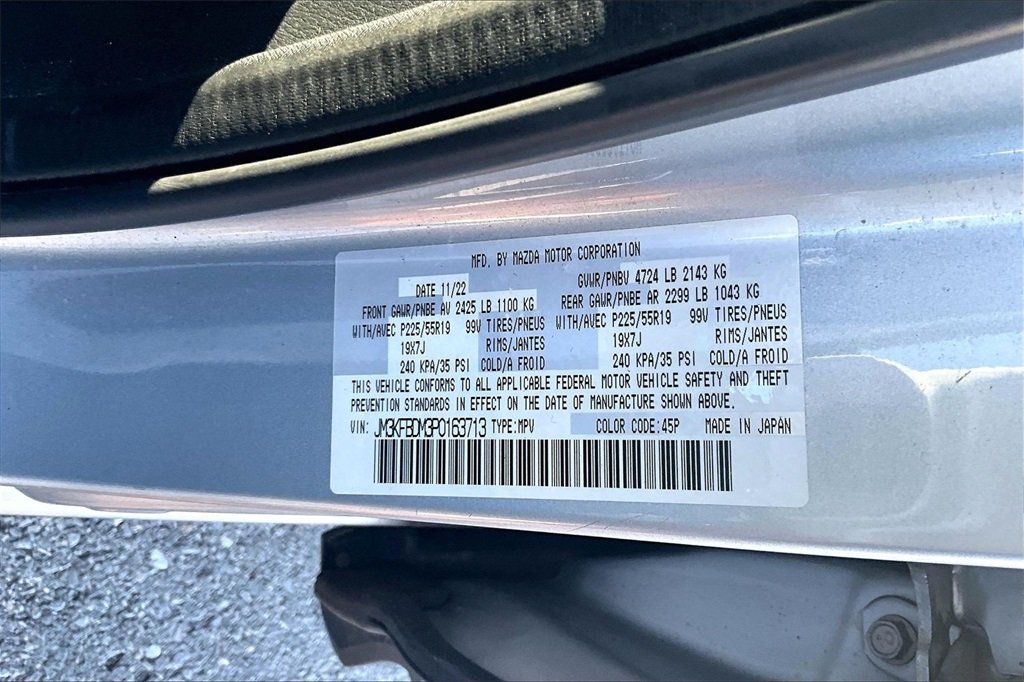 MFD. BY MAZDA MOTOR CORPORATION
DATE 11/22 GVWR/PNBV 4724 LB 2143 KG
FRONT GAWR/PNBE AV 2425 LB 1100 KG REAR GAWR/PNBE AR 2299 LB 1043 KG
WITH/AVEC P225/55R19 99V TIRES/PNEUS WITH/AVEC P225/55R19 99V TIRES/PNEUS
19X7J RIMS/JANTES 19X7J RIMS/JANTES
240 KPA/35 PSI COLD/A FROID 240 KPA/35 PSI COLD/A FROID
THIS VEHICLE CONFORMS TO ALL APPLICABLE FEDERAL MOTOR VEHICLE SAFETY AND THEFT
PREVENTION STANDARDS IN EFFECT ON THE DATE OF MANUFACTURE SHOWN ABOVE.
VIN: JM3KFBDM3P0163713 TYPE:MPV COLOR CODE:45P MADE IN JAPAN